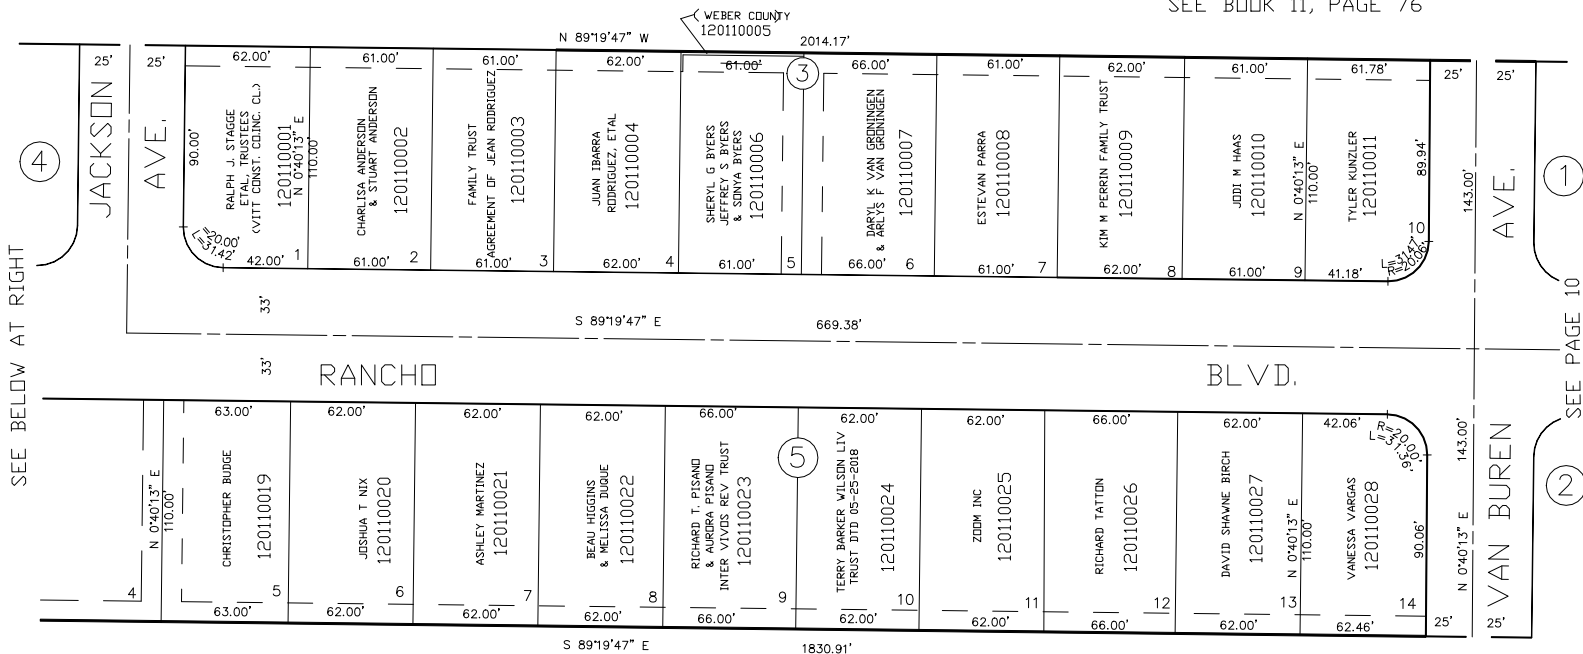 SEE BOOK 11, PAGE 76
( WEBER COUNTY
120110005
N 89°19'47" W
2014.17'
25'
25'
62.00'
61.00'
61.00'
62.00'
61.00'
3
66.00'
61.00'
62.00'
61.00'
61.78'
25'
25'
4
JACKSON
AVE.
90.00'
RALPH J. STAGGE
ETAL, TRUSTEES
(VITT CONST. CO.INC. CL.)
120110001
N 0°40'13" E
110.00'
CHARLISA ANDERSON
& STUART ANDERSON
120110002
FAMILY TRUST
AGREEMENT OF JEAN RODRIGUEZ
120110003
JUAN IBARRA
RODRIGUEZ, ETAL
120110004
SHERYL G BYERS
JEFFREY S BYERS
& SONYA BYERS
120110006
DARYL K VAN GRONINGEN
& ARLYS F VAN GRONINGEN
120110007
ESTEVAN PARRA
120110008
KIM M PERRIN FAMILY TRUST
120110009
JODI M HAAS
120110010
N 0°40'13" E
110.00'
TYLER KUNZLER
120110011
89.94'
143.00'
AVE.
1
=20.00'
L=31.42'
42.00'
1
61.00'
2
61.00'
3
62.00'
4
61.00'
5
66.00'
6
61.00'
7
62.00'
8
61.00'
9
41.18'
10
L=31.47'
R=20.06'
SEE BELOW AT RIGHT
33'
S 89°19'47" E
669.38'
33'
RANCHO
BLVD.
SEE PAGE 10
63.00'
62.00'
62.00'
62.00'
66.00'
62.00'
62.00'
66.00'
62.00'
42.06'
R=20.00'
L=31.36'
143.00'
5
N 0°40'13" E
110.00'
CHRISTOPHER BUDGE
120110019
JOSHUA T NIX
120110020
ASHLEY MARTINEZ
120110021
BEAU HIGGINS
& MELISSA DUQUE
120110022
RICHARD T. PISANO
& AURORA PISANO
INTER VIVOS REV TRUST
120110023
TERRY BARKER WILSON LIV
TRUST DTD 05-25-2018
120110024
ZOOM INC
120110025
RICHARD TATTON
120110026
DAVID SHAWNE BIRCH
120110027
N 0°40'13" E
110.00'
VANESSA VARGAS
120110028
90.06'
N 0°40'13" E
VAN BUREN
2
4
5
6
7
8
9
10
11
12
13
14
63.00'
62.00'
62.00'
62.00'
66.00'
62.00'
62.00'
66.00'
62.00'
62.46'
25'
25'
S 89°19'47" E
1830.91'